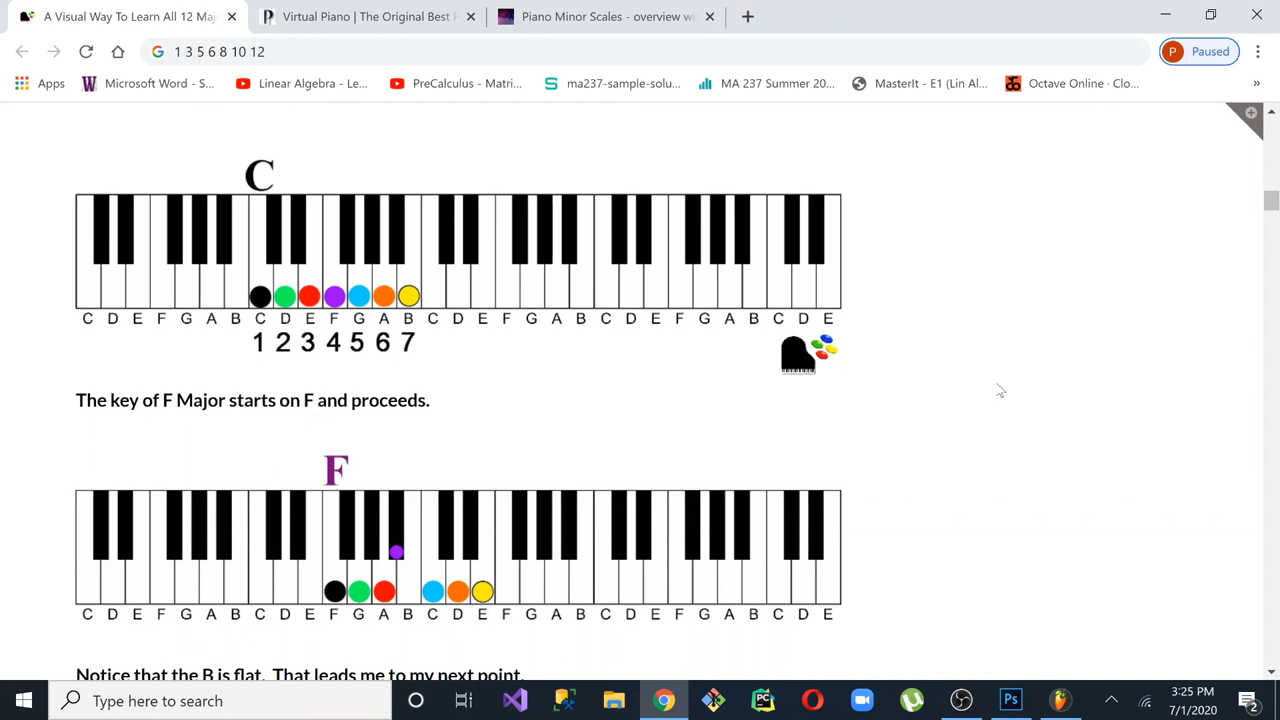 A Visual Way To Learn All 12 Maj
Virtual Piano | The Original Best P
Piano Minor Scales - overview wi
1 3 5 6 8 10 12
P Paused
Apps
Microsoft Word - S...
Linear Algebra - Le...
PreCalculus - Matri...
ma237-sample-solu...
MA 237 Summer 20...
MasterIt - E1 (Lin Al...
Octave Online · Clo...
»
C
C D E F G A B C D E F G A B C D E F G A B C D E F G A B C D E
1 2 3 4 5 6 7
The key of F Major starts on F and proceeds.
F
C D E F G A B C D E F G A B C D E F G A B C D E F G A B C D E
Notice that the B is flat. That leads me to my next point.
Type here to search
3:25 PM
7/1/2020
2